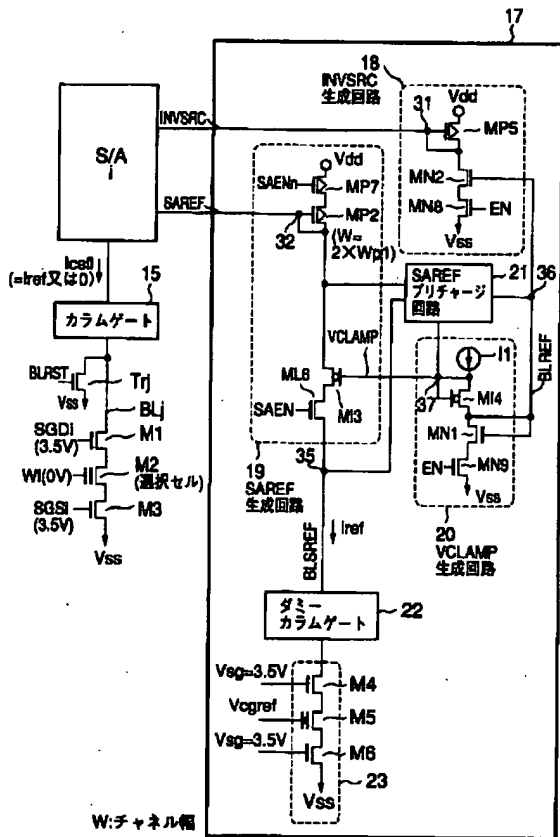 17
18
INVSRC
生成回路
31
Vdd
MP5
INVSRC
MN2
MN8
EN
Vss
S/A
i
SAREF
Vdd
SAENn
MP7
MP2
32
(W=
2×Wp1)
Icell
(=Iref又は0)
15
カラムゲート
SAREF
プリチャージ
回路
21
36
BLREF
VCLAMP
I1
37
MI4
MN1
EN
MN9
Vss
20
VCLAMP
生成回路
ML6
MI3
SAEN
35
19
SAREF
生成回路
BLRST
Trj
Vss
BLj
SGDi
(3.5V)
M1
Wl(0V)
M2
(選択セル)
SGSi
(3.5V)
M3
Vss
Iref
BLSREF
ダミー
カラムゲート
22
Vsg=3.5V
M4
Vcgref
M5
Vsg=3.5V
M6
Vss
23
W:チャネル幅